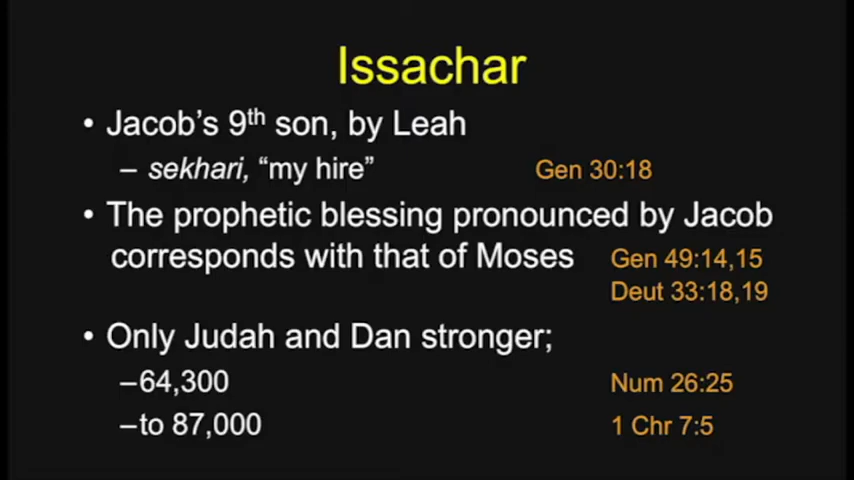 Issachar
• Jacob's 9th son, by Leah
– sekhari, "my hire" Gen 30:18
• The prophetic blessing pronounced by Jacob
corresponds with that of Moses Gen 49:14,15
Deut 33:18,19
• Only Judah and Dan stronger;
–64,300 Num 26:25
–to 87,000 1 Chr 7:5